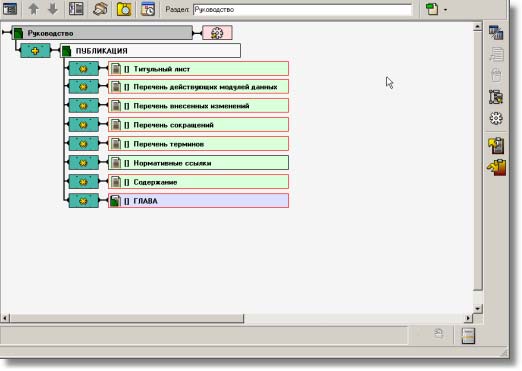 Раздел: Руководство
Руководство
ПУБЛИКАЦИЯ
[] Титульный лист
[] Перечень действующих модулей данных
[] Перечень внесенных изменений
[] Перечень сокращений
[] Перечень терминов
[] Нормативные ссылки
[] Содержание
[] ГЛАВА